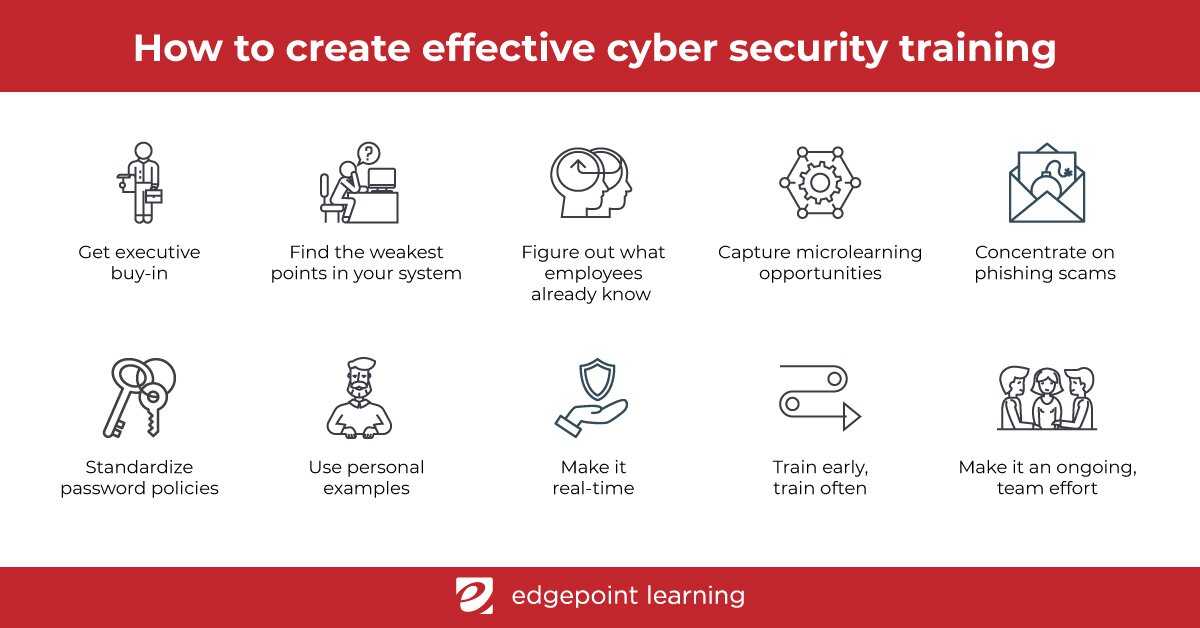 How to create effective cyber security training
?
Get executive
buy-in
Find the weakest
points in your system
Figure out what
employees
already know
Capture microlearning
opportunities
Concentrate on
phishing scams
Standardize
password policies
Use personal
examples
Make it
real-time
Train early,
train often
Make it an ongoing,
team effort
edgepoint learning